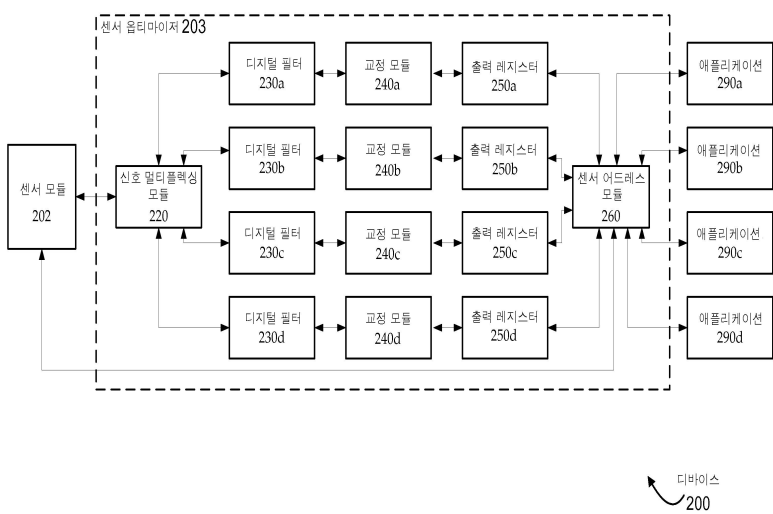 센서 옵티마이저 203
디지털 필터
230a
교정 모듈
240a
출력 레지스터
250a
애플리케이션
290a
디지털 필터
230b
교정 모듈
240b
출력 레지스터
250b
애플리케이션
290b
센서 모듈
202
신호 멀티플렉싱
모듈
220
센서 어드레스
모듈
260
디지털 필터
230c
교정 모듈
240c
출력 레지스터
250c
애플리케이션
290c
디지털 필터
230d
교정 모듈
240d
출력 레지스터
250d
애플리케이션
290d
디바이스
200